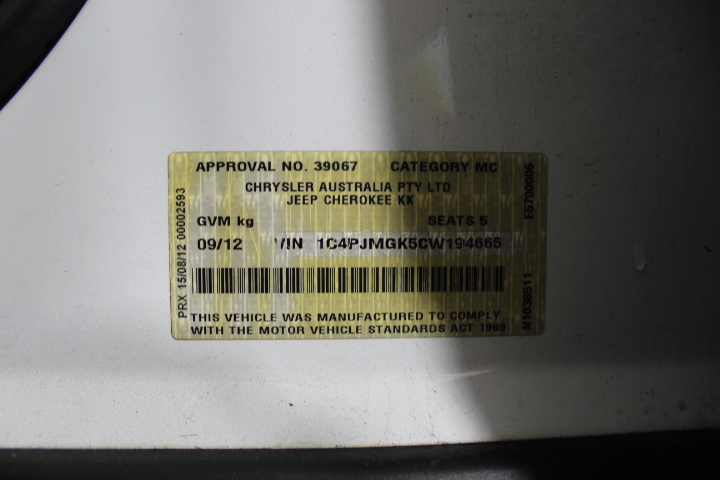 APPROVAL NO. 39067 CATEGORY MC
CHRYSLER AUSTRALIA PTY LTD
JEEP CHEROKEE KK
GVM kg SEATS 5
09/12 VIN 1C4PJMGK5CW194665
THIS VEHICLE WAS MANUFACTURED TO COMPLY
WITH THE MOTOR VEHICLE STANDARDS ACT 1989
PRX 15/08/12 00002593
N1038511 E5700006